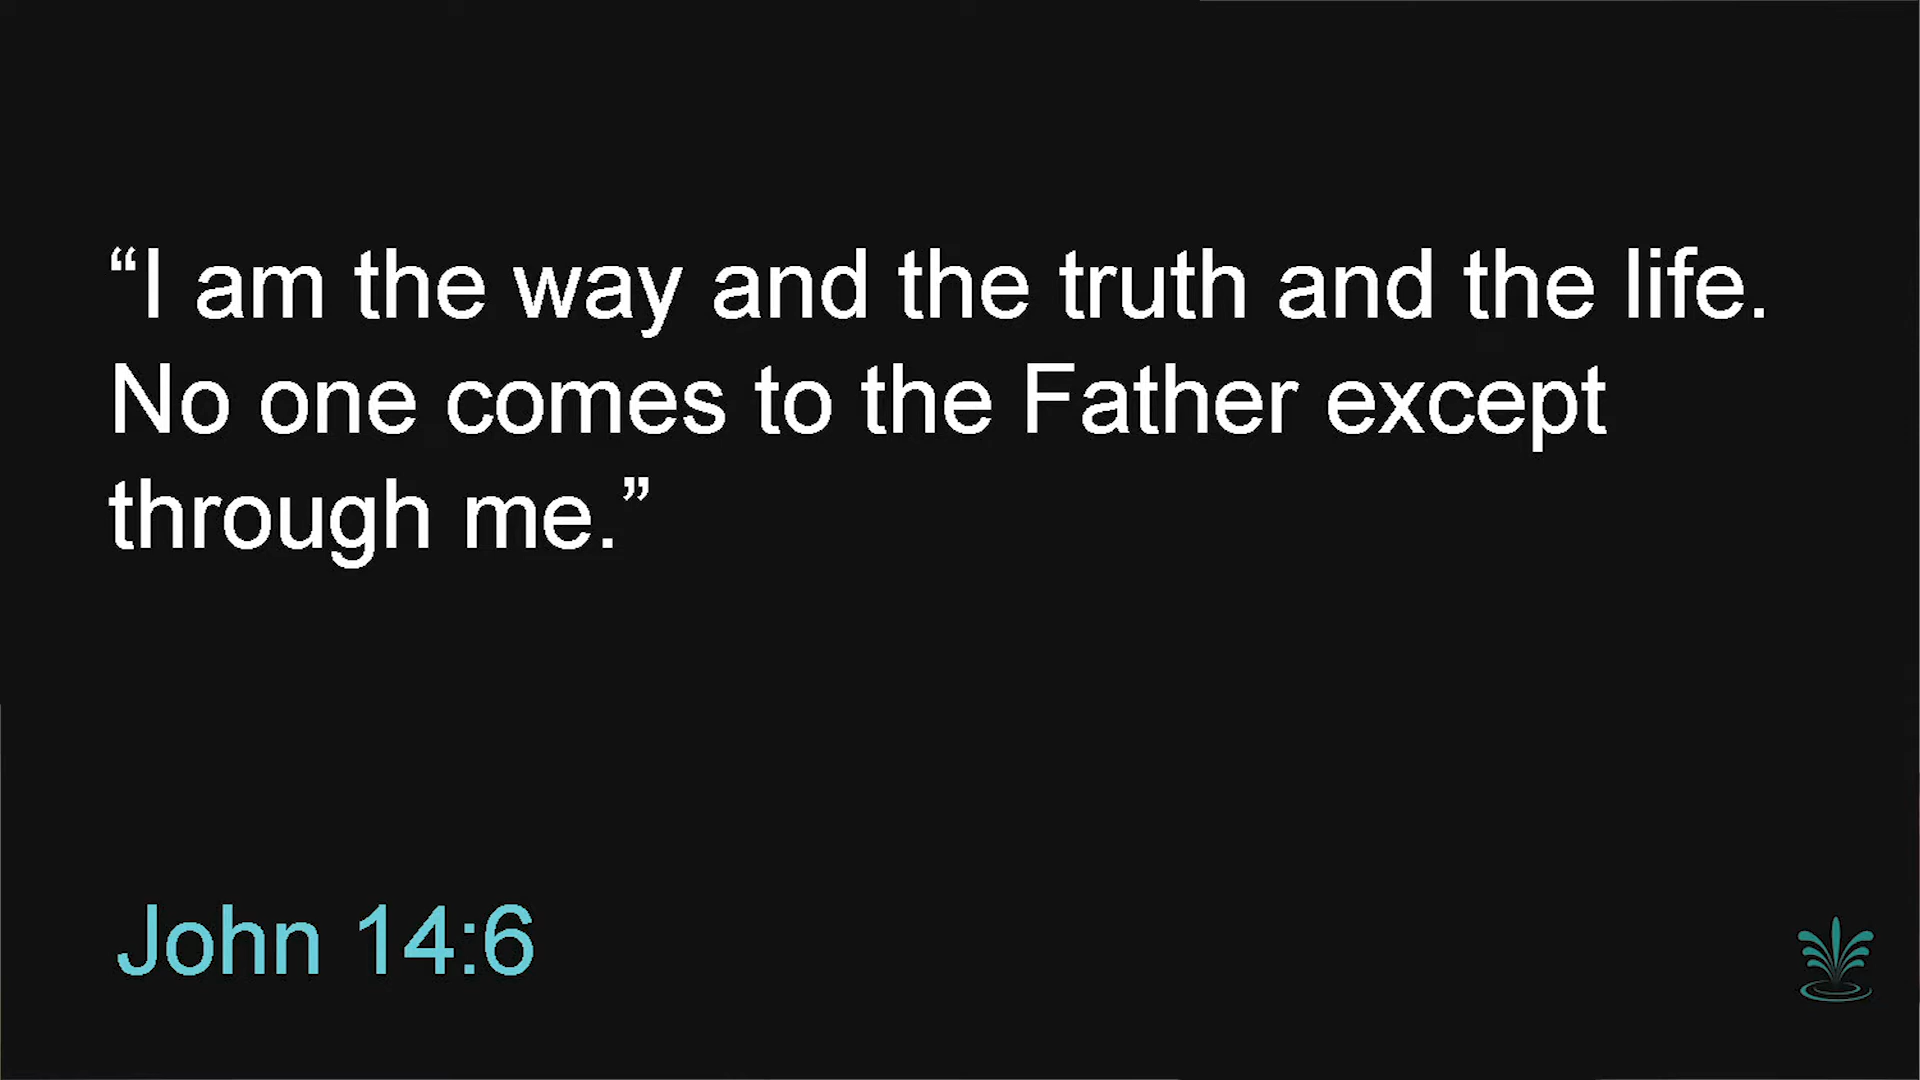 “I am the way and the truth and the life.
No one comes to the Father except
through me.”
John 14:6